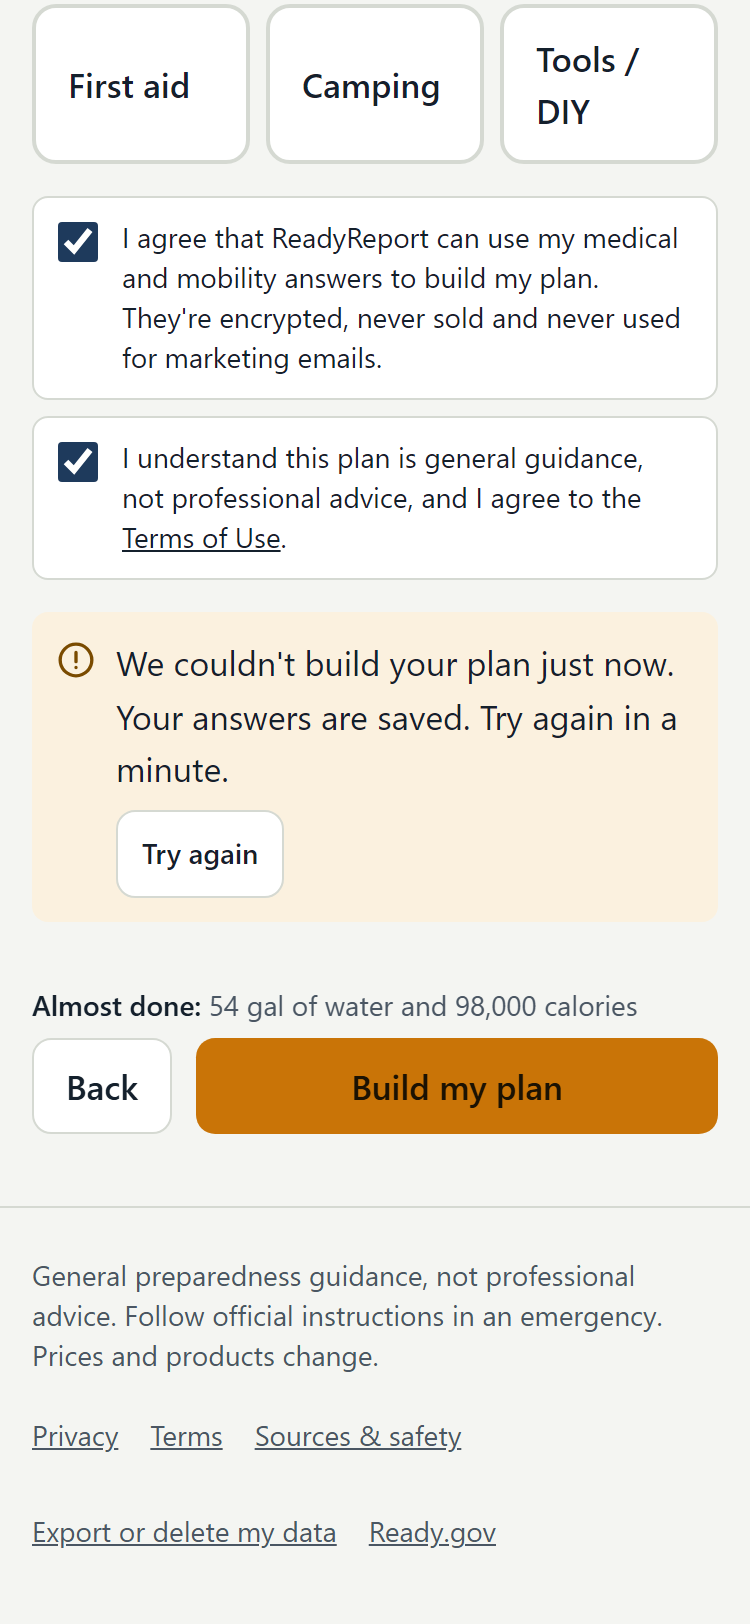 First aid
Camping
Tools /
DIY
I agree that ReadyReport can use my medical
and mobility answers to build my plan.
They're encrypted, never sold and never used
for marketing emails.
I understand this plan is general guidance,
not professional advice, and I agree to the
Terms of Use.
We couldn't build your plan just now.
Your answers are saved. Try again in a
minute.
Try again
Almost done: 54 gal of water and 98,000 calories
Back
Build my plan
General preparedness guidance, not professional
advice. Follow official instructions in an emergency.
Prices and products change.
Privacy Terms Sources & safety
Export or delete my data Ready.gov